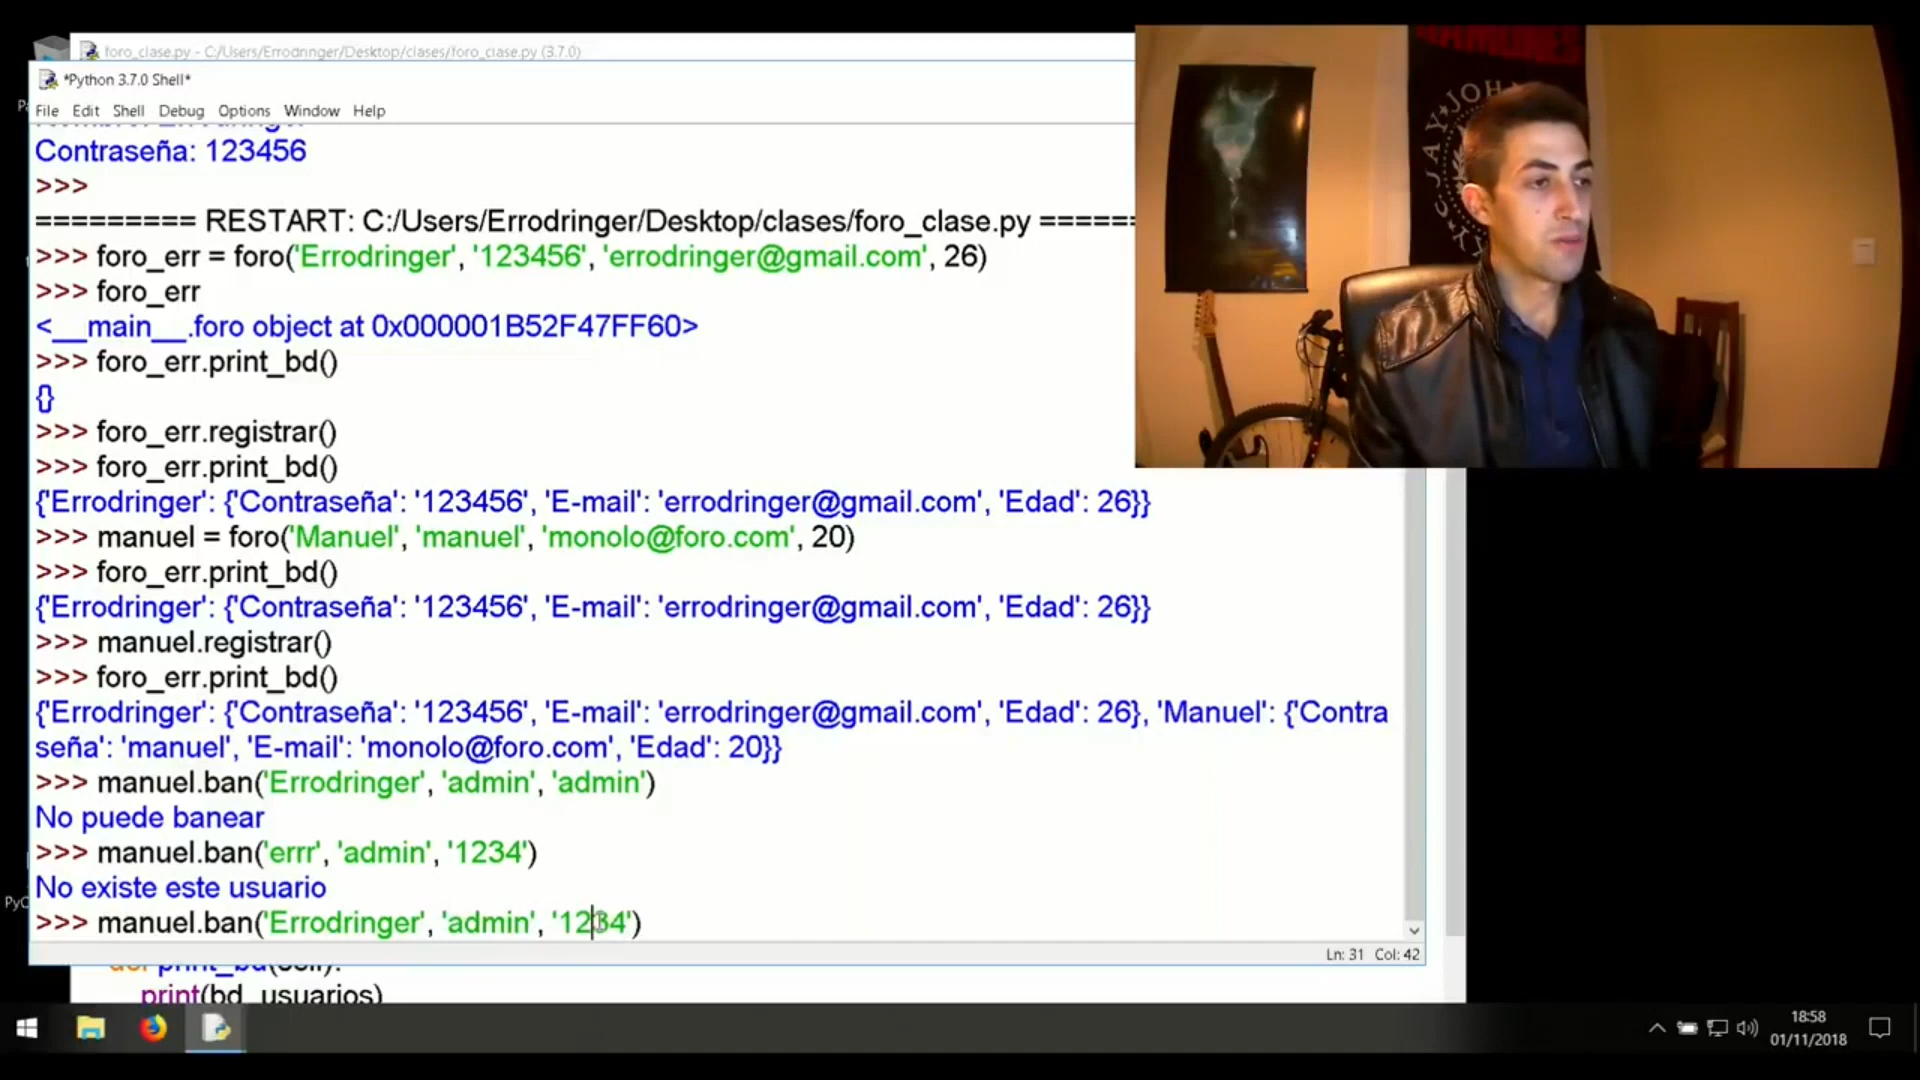 foro_clase.py - C:/Users/Errodringer/Desktop/clases/foro_clase.py (3.7.0)
*Python 3.7.0 Shell*
File Edit Shell Debug Options Window Help
Contraseña: 123456
>>>
========= RESTART: C:/Users/Errodringer/Desktop/clases/foro_clase.py ======
>>> foro_err = foro('Errodringer', '123456', 'errodringer@gmail.com', 26)
>>> foro_err
<__main__.foro object at 0x000001B52F47FF60>
>>> foro_err.print_bd()
{}
>>> foro_err.registrar()
>>> foro_err.print_bd()
{'Errodringer': {'Contraseña': '123456', 'E-mail': 'errodringer@gmail.com', 'Edad': 26}}
>>> manuel = foro('Manuel', 'manuel', 'monolo@foro.com', 20)
>>> foro_err.print_bd()
{'Errodringer': {'Contraseña': '123456', 'E-mail': 'errodringer@gmail.com', 'Edad': 26}}
>>> manuel.registrar()
>>> foro_err.print_bd()
{'Errodringer': {'Contraseña': '123456', 'E-mail': 'errodringer@gmail.com', 'Edad': 26}, 'Manuel': {'Contra
seña': 'manuel', 'E-mail': 'monolo@foro.com', 'Edad': 20}}
>>> manuel.ban('Errodringer', 'admin', 'admin')
No puede banear
>>> manuel.ban('errr', 'admin', '1234')
No existe este usuario
>>> manuel.ban('Errodringer', 'admin', '1234')
Ln: 31 Col: 42
def print_bd(self):
print(bd_usuarios)
RAMONES
JOHN
CJAY
18:58
01/11/2018